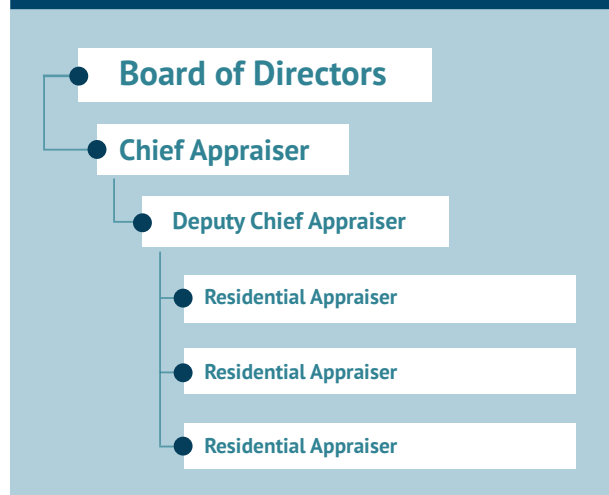 Board of Directors
Chief Appraiser
Deputy Chief Appraiser
Residential Appraiser
Residential Appraiser
Residential Appraiser